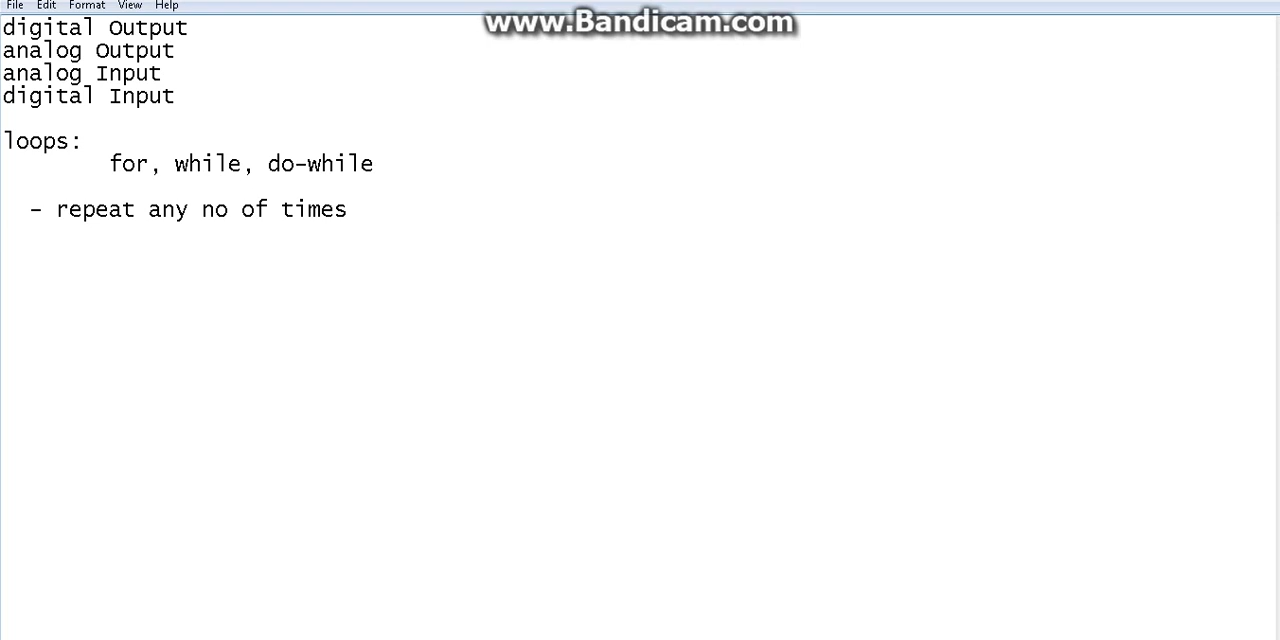 File Edit Format View Help
www.Bandicam.com
digital Output
analog Output
analog Input
digital Input
loops:
for, while, do-while
- repeat any no of times